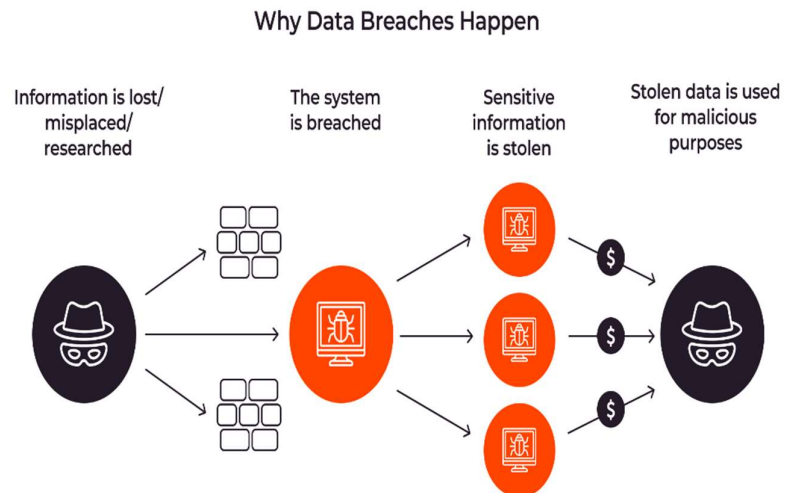 Why Data Breaches Happen
Information is lost/
misplaced/
researched
The system
is breached
Sensitive
information
is stolen
Stolen data is used
for malicious
purposes
$
$
$